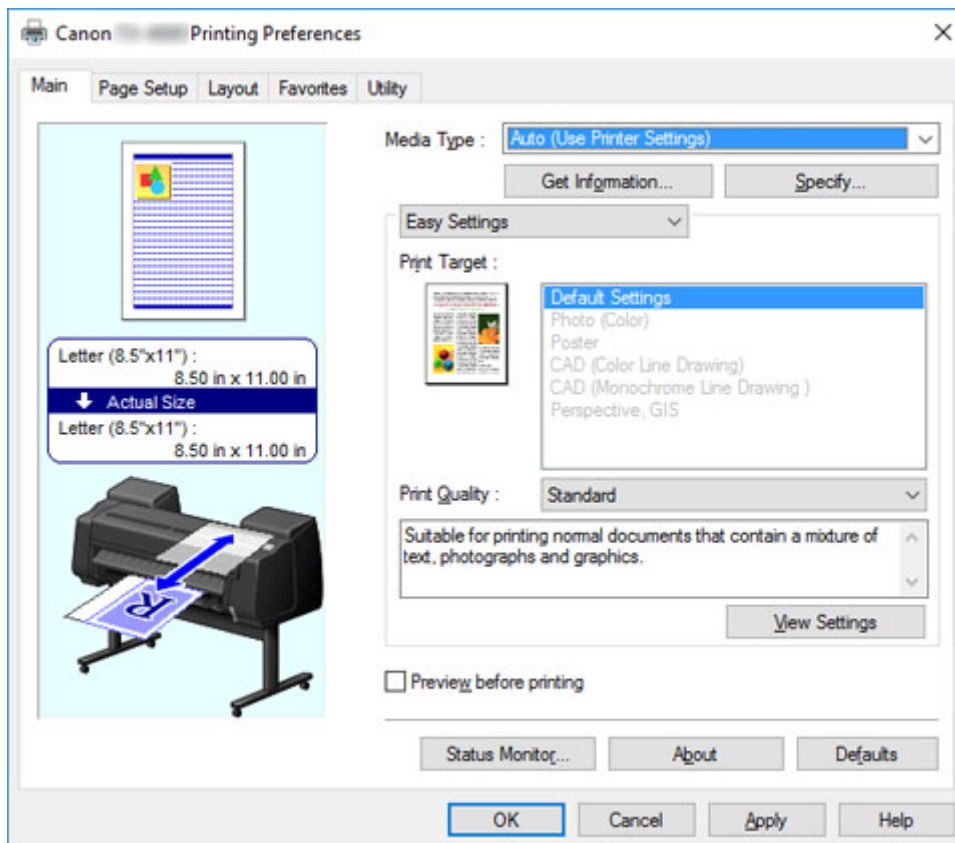 Canon Printing Preferences
Main Page Setup Layout Favorites Utility
Media Type : Auto (Use Printer Settings)
Get Information... Specify...
Easy Settings
Print Target :
Default Settings
Photo (Color)
Poster
CAD (Color Line Drawing)
CAD (Monochrome Line Drawing )
Perspective, GIS
Letter (8.5"x11") :
8.50 in x 11.00 in
Actual Size
Letter (8.5"x11") :
8.50 in x 11.00 in
R
Print Quality : Standard
Suitable for printing normal documents that contain a mixture of
text, photographs and graphics.
View Settings
Preview before printing
Status Monitor... About Defaults
OK Cancel Apply Help